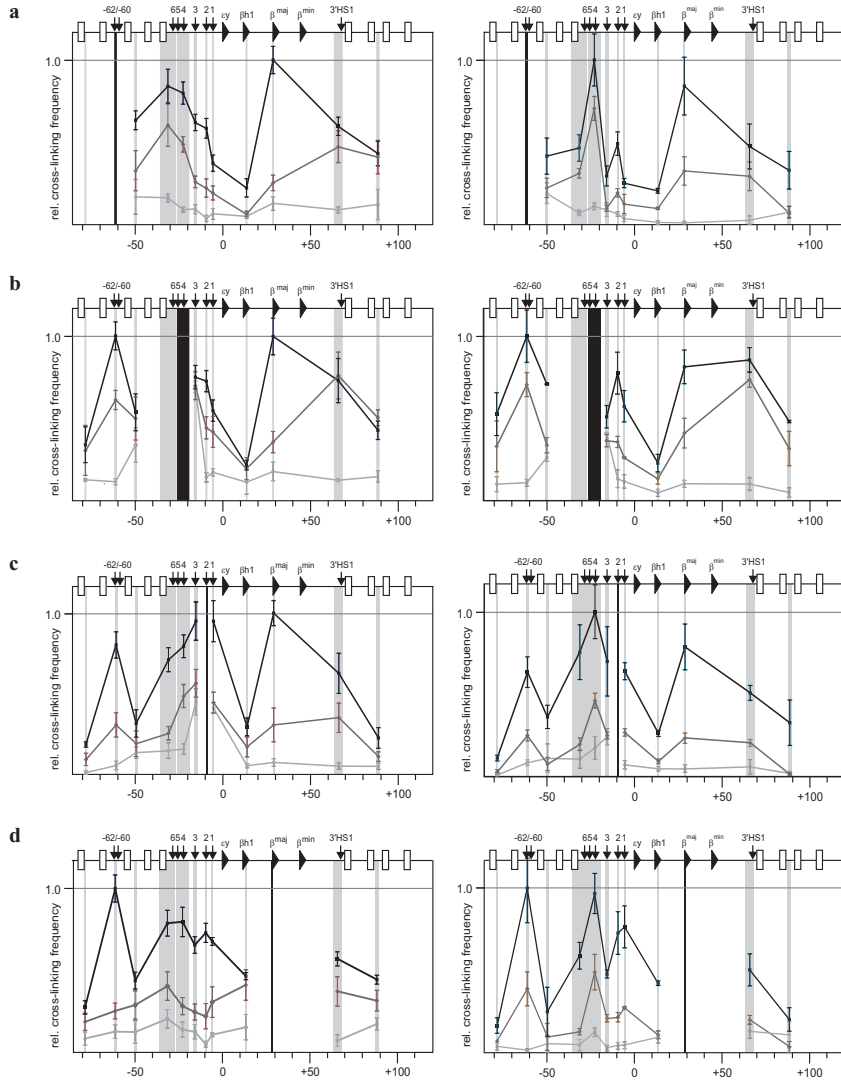 a
-62/-60 654 3 21 εy βh1 βmaj βmin 3'HS1
-62/-60 654 3 21 εy βh1 βmaj βmin 3'HS1
1.0
1.0
rel. cross-linking frequency
rel. cross-linking frequency
-50 0 +50 +100
-50 0 +50 +100
b
-62/-60 654 3 21 εy βh1 βmaj βmin 3'HS1
-62/-60 654 3 21 εy βh1 βmaj βmin 3'HS1
1.0
1.0
rel. cross-linking frequency
rel. cross-linking frequency
-50 0 +50 +100
-50 0 +50 +100
c
-62/-60 654 3 21 εy βh1 βmaj βmin 3'HS1
-62/-60 654 3 21 εy βh1 βmaj βmin 3'HS1
1.0
1.0
rel. cross-linking frequency
rel. cross-linking frequency
-50 0 +50 +100
-50 0 +50 +100
d
-62/-60 654 3 21 εy βh1 βmaj βmin 3'HS1
-62/-60 654 3 21 εy βh1 βmaj βmin 3'HS1
1.0
1.0
rel. cross-linking frequency
rel. cross-linking frequency
-50 0 +50 +100
-50 0 +50 +100